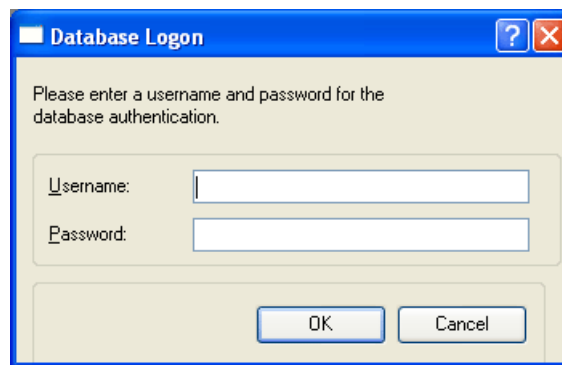 Database Logon
?
Please enter a username and password for the
database authentication.
Username:
Password:
OK
Cancel